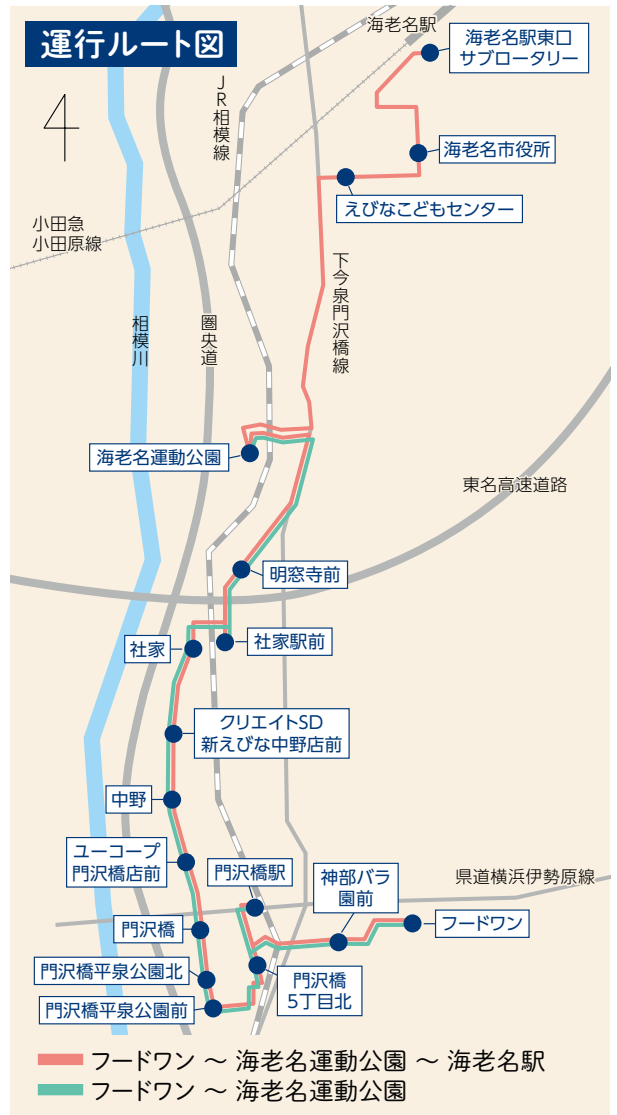 運行ルート図
海老名駅
海老名駅東口
サブロータリー
JR相模線
4
海老名市役所
えびなこどもセンター
小田急
小田原線
下今泉門沢橋線
相模川
圏央道
海老名運動公園
東名高速道路
明窓寺前
社家
社家駅前
クリエイトSD
新えびな中野店前
中野
ユーコープ
門沢橋店前
門沢橋駅
神部バラ
園前
県道横浜伊勢原線
門沢橋
フードワン
門沢橋平泉公園北
門沢橋
5丁目北
門沢橋平泉公園前
フードワン ～ 海老名運動公園 ～ 海老名駅
フードワン ～ 海老名運動公園